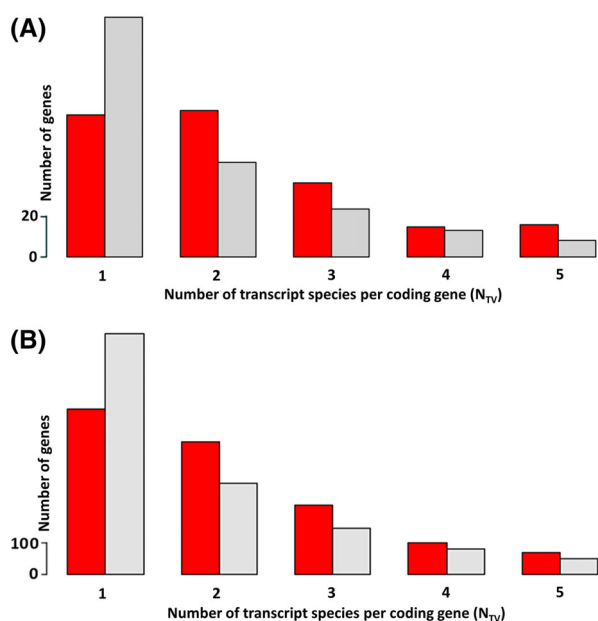 (A)
Number of genes
20
0
1 2 3 4 5
Number of transcript species per coding gene (NTV)
(B)
Number of genes
100
0
1 2 3 4 5
Number of transcript species per coding gene (NTV)